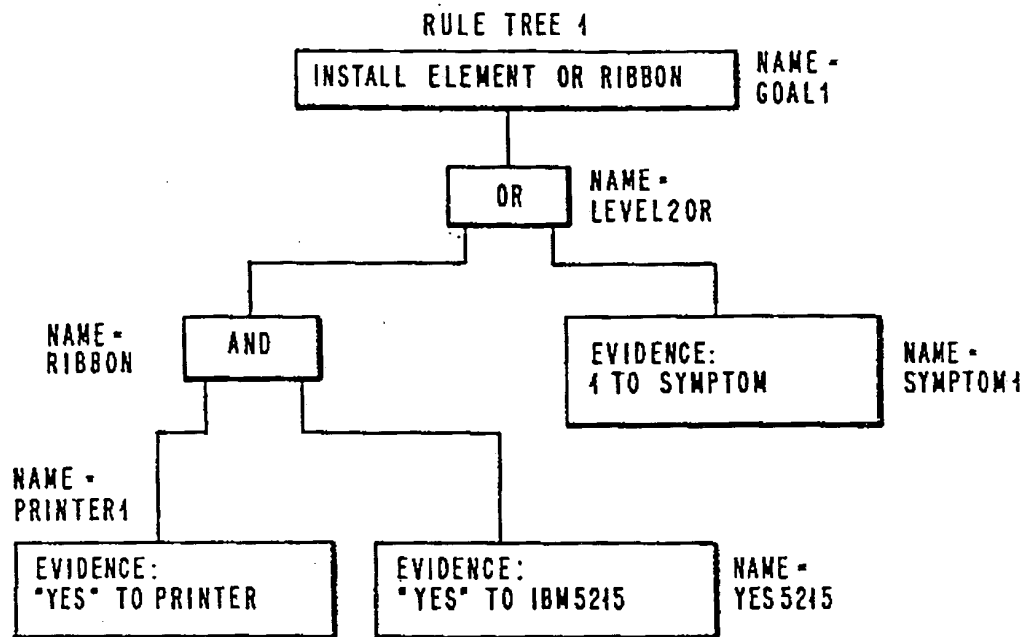 RULE TREE 1
INSTALL ELEMENT OR RIBBON
NAME =
GOAL1
OR
NAME =
LEVEL2OR
NAME =
RIBBON
AND
EVIDENCE:
1 TO SYMPTOM
NAME =
SYMPTOM1
NAME =
PRINTER1
EVIDENCE:
"YES" TO PRINTER
EVIDENCE:
"YES" TO IBM5215
NAME =
YES5215